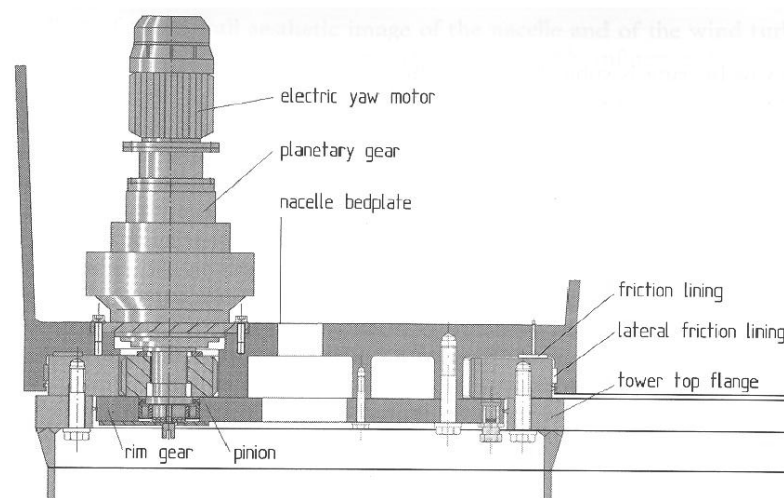 electric yaw motor
planetary gear
nacelle bedplate
friction lining
lateral friction lining
tower top flange
rim gear
pinion